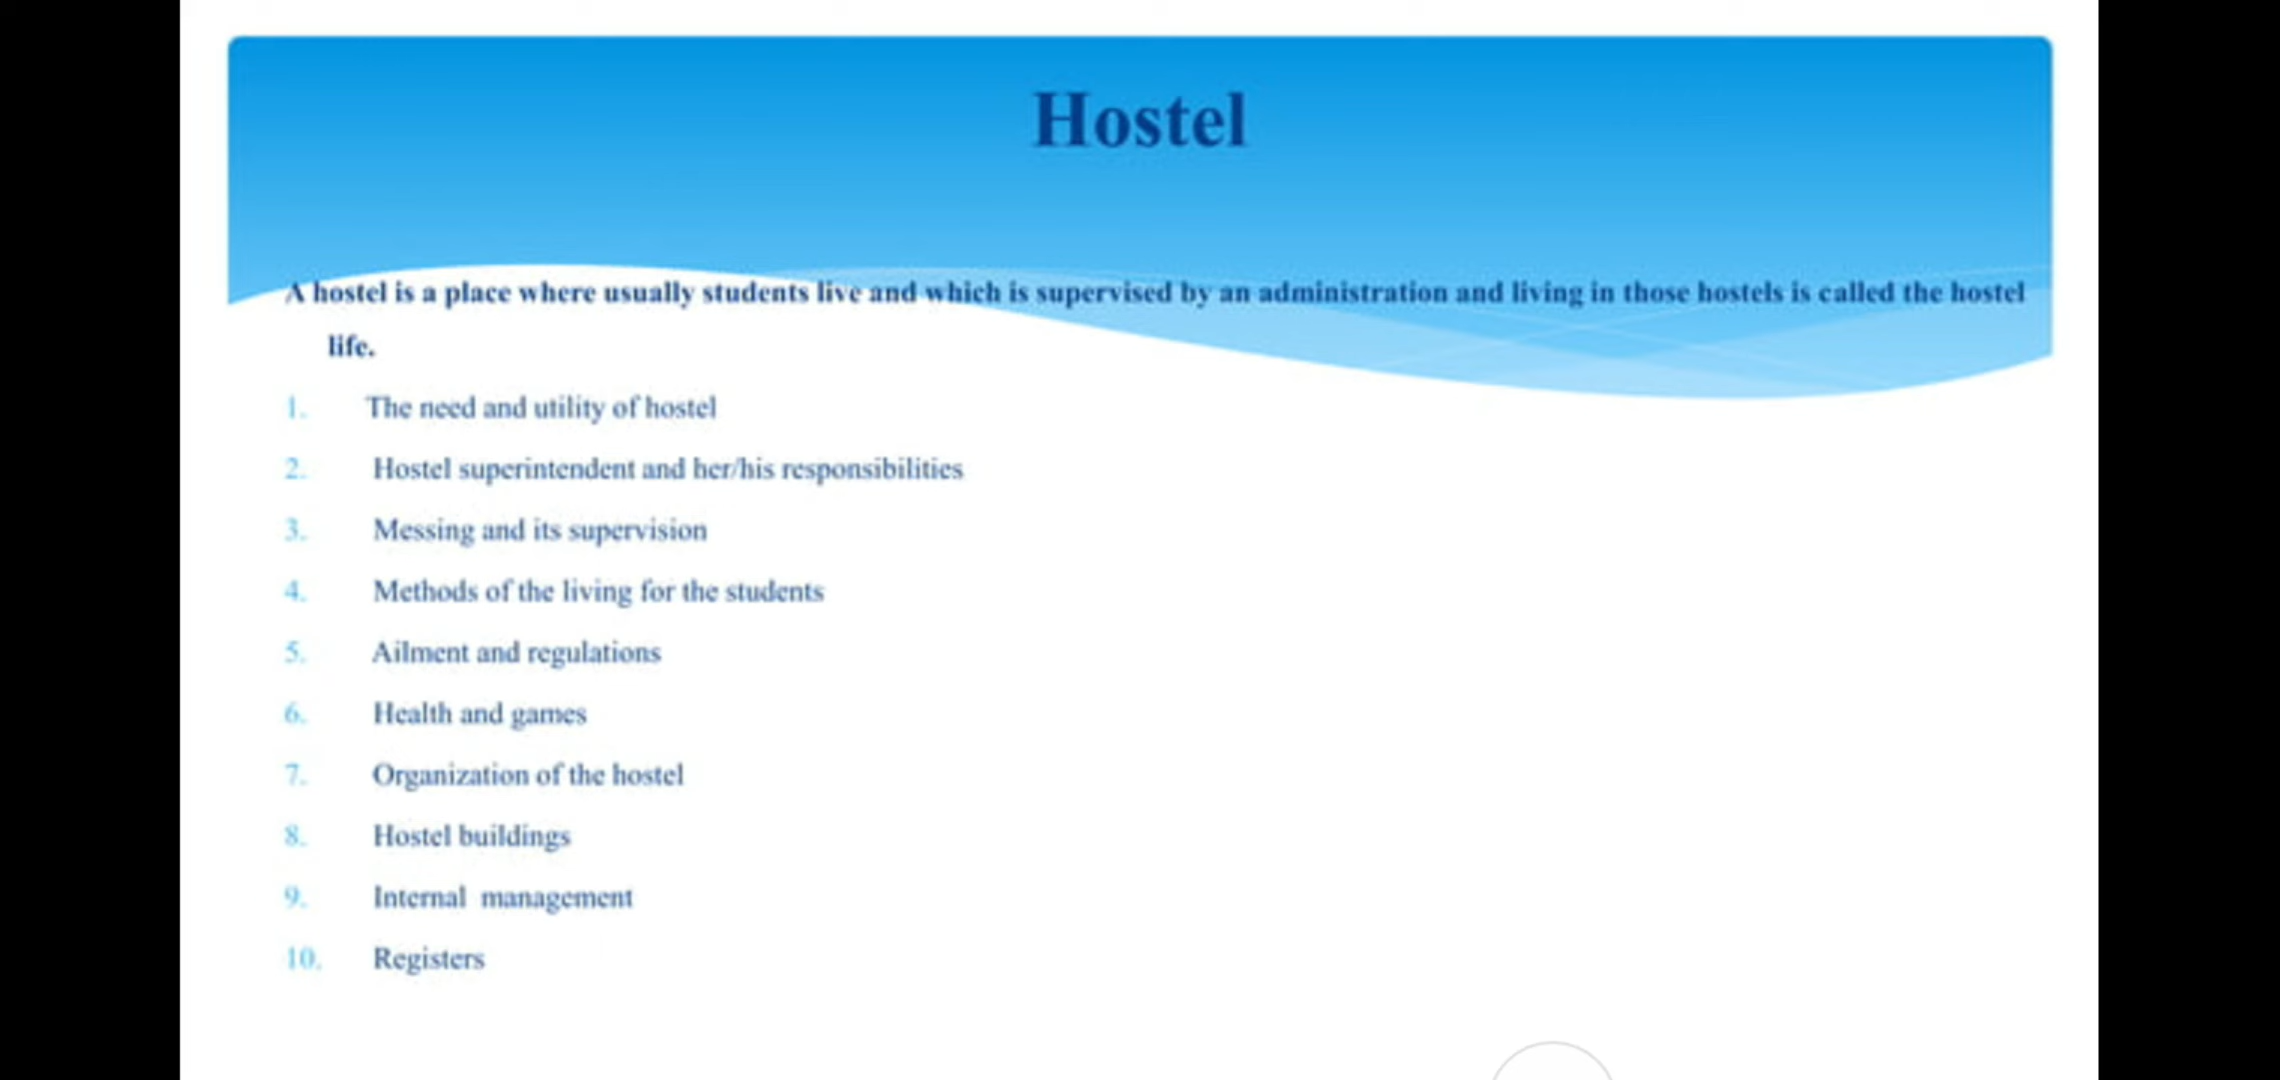 Hostel
A hostel is a place where usually students live and which is supervised by an administration and living in those hostels is called the hostel
life.
1. The need and utility of hostel
2. Hostel superintendent and her/his responsibilities
3. Messing and its supervision
4. Methods of the living for the students
5. Ailment and regulations
6. Health and games
7. Organization of the hostel
8. Hostel buildings
9. Internal management
10. Registers